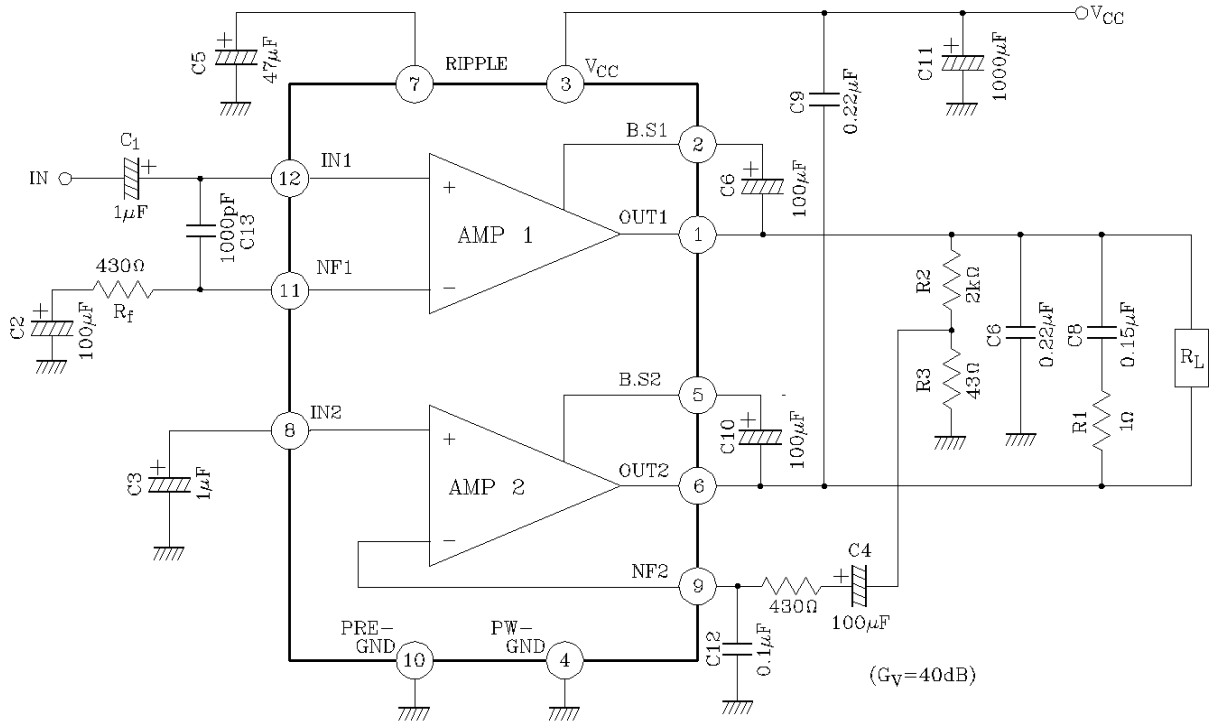 C5
47μF
7
RIPPLE
VCC
3
VCC
C9
0.22μF
C11
1000μF
B.S1
2
C6
100μF
C1
IN
1μF
12
IN1
1000pF
C13
AMP 1
OUT1
1
430Ω
Rf
11
NF1
C2
100μF
R2
2kΩ
R3
43Ω
C6
0.22μF
C8
0.15μF
R1
1Ω
RL
B.S2
5
C10
100μF
8
IN2
C3
1μF
AMP 2
OUT2
6
NF2
9
430Ω
C4
100μF
C12
0.1μF
PRE-
GND
10
PW-
GND
4
(GV=40dB)